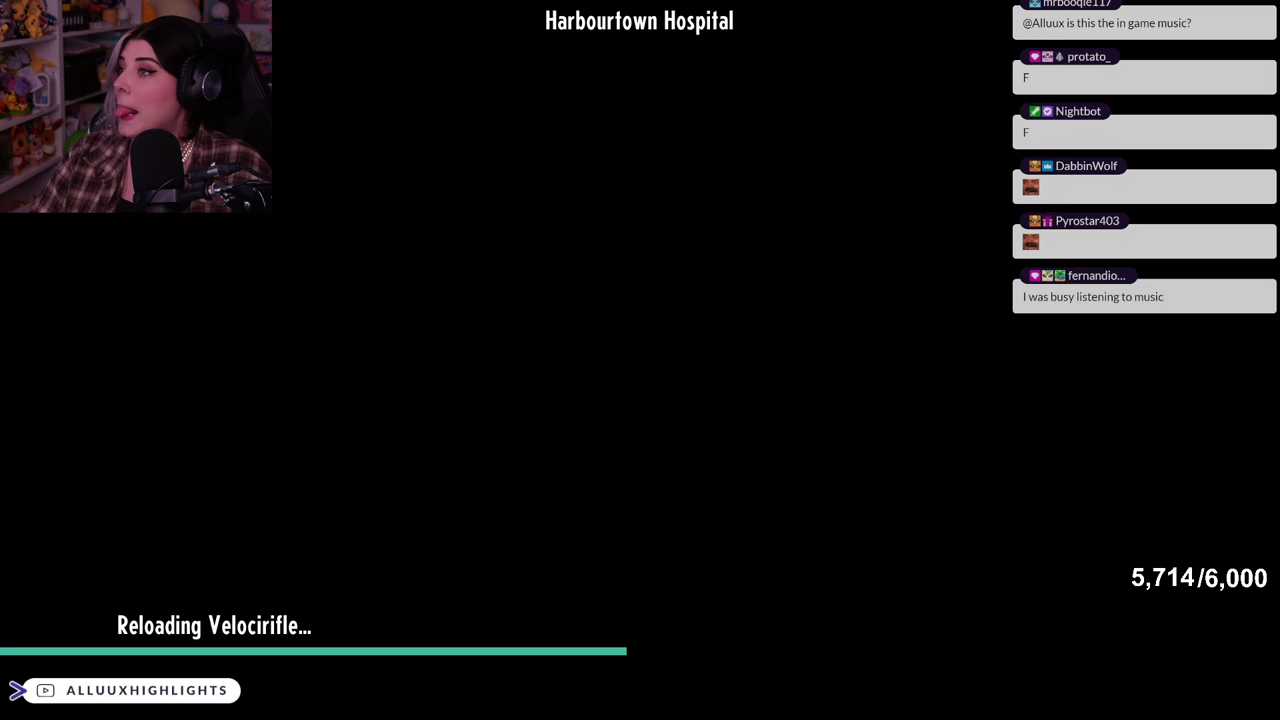 Harbourtown Hospital
mrboogie117
@Alluux is this the in game music?
protato_
F
Nightbot
F
DabbinWolf
Pyrostar403
fernandio...
I was busy listening to music
5,714/6,000
Reloading Velocirifle...
ALLUUXHIGHLIGHTS